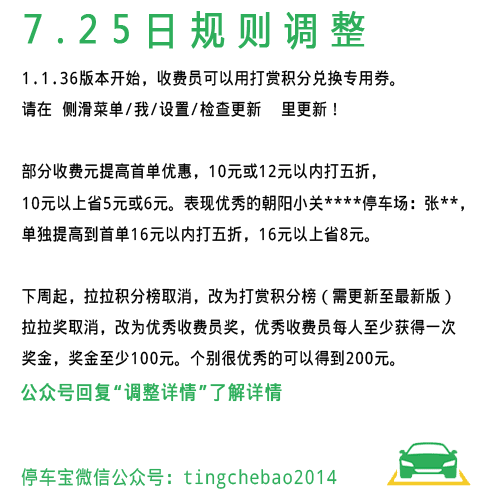 7.25日规则调整
1.1.36版本开始，收费员可以用打赏积分兑换专用券。
请在 侧滑菜单/我/设置/检查更新 里更新！
部分收费元提高首单优惠，10元或12元以内打五折，
10元以上省5元或6元。表现优秀的朝阳小关****停车场：张**，
单独提高到首单16元以内打五折，16元以上省8元。
下周起，拉拉积分榜取消，改为打赏积分榜（需更新至最新版）
拉拉奖取消，改为优秀收费员奖，优秀收费员每人至少获得一次
奖金，奖金至少100元。个别很优秀的可以得到200元。
公众号回复“调整详情”了解详情
停车宝微信公众号：tingchebao2014